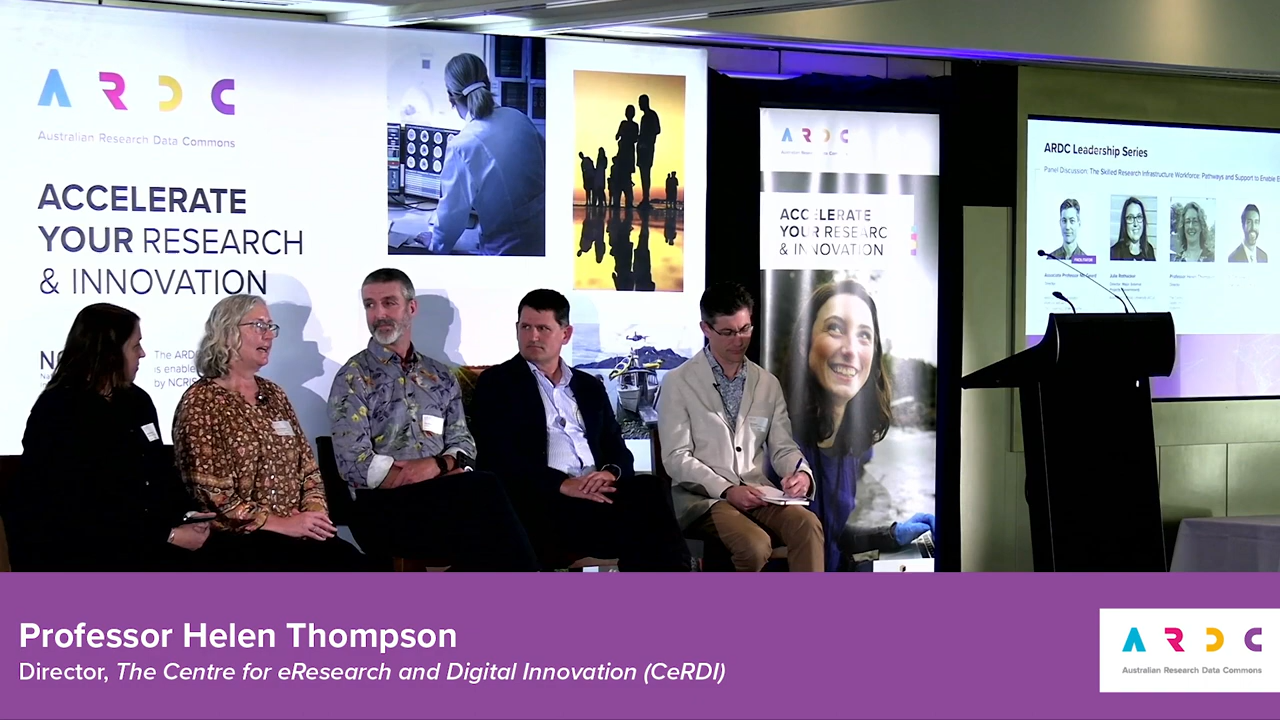 ARDC
Australian Research Data Commons
ACCELERATE
YOUR RESEARCH
& INNOVATION
The ARDC
is enable
by NCRIS
ARDC
ACCELERATE
YOUR RESEARC
& INNOVATION
ARDC Leadership Series
Panel Discussion: The Skilled Research Infrastructure Workforce: Pathways and Support to Enable
Professor Helen Thompson
Director, The Centre for eResearch and Digital Innovation (CeRDI)
ARDC
Australian Research Data Commons